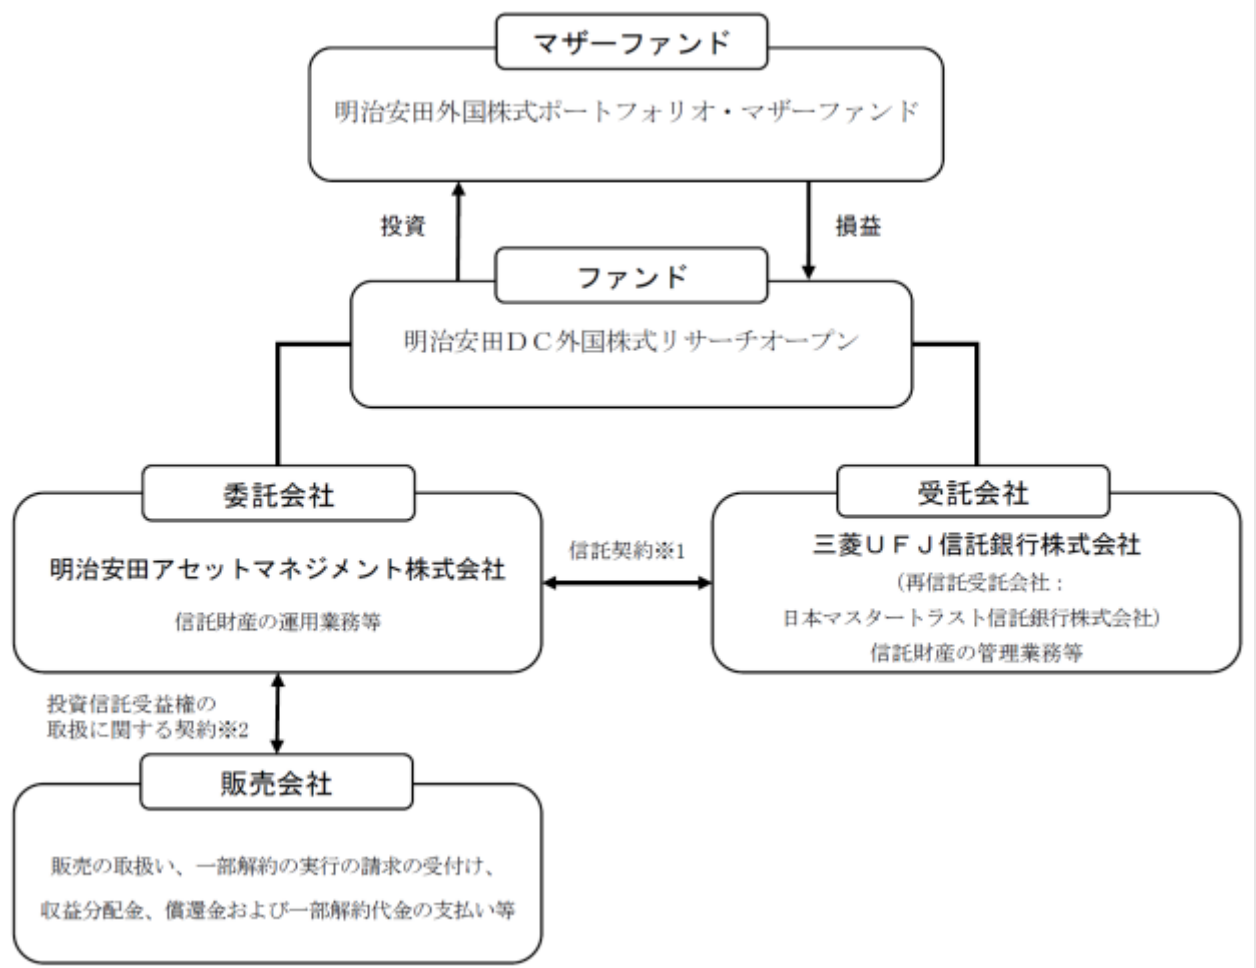 マザーファンド
明治安田外国株式ポートフォリオ・マザーファンド
投資
損益
ファンド
明治安田ＤＣ外国株式リサーチオープン
委託会社
明治安田アセットマネジメント株式会社
信託財産の運用業務等
信託契約※1
受託会社
三菱ＵＦＪ信託銀行株式会社
（再信託受託会社：
日本マスタートラスト信託銀行株式会社）
信託財産の管理業務等
投資信託受益権の
取扱に関する契約※2
販売会社
販売の取扱い、一部解約の実行の請求の受付け、
収益分配金、償還金および一部解約代金の支払い等